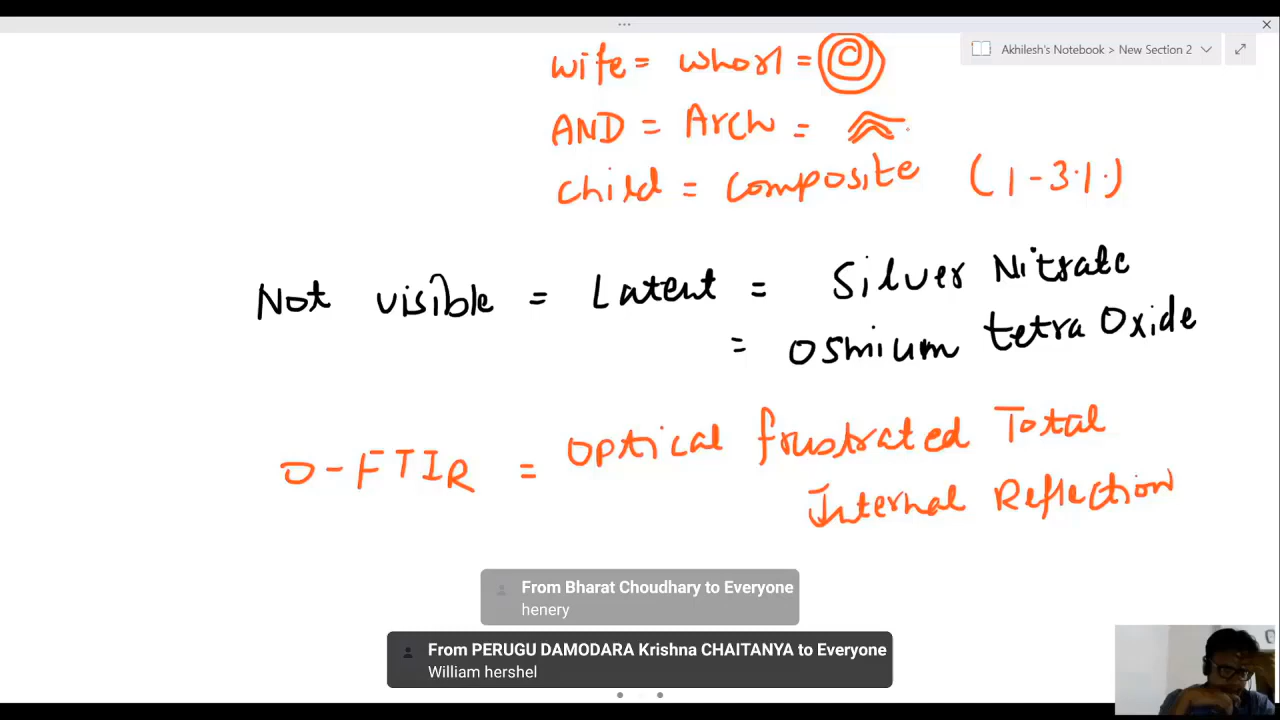 Akhilesh's Notebook > New Section 2
wife = whorl =
AND = Arch =
child = composite (1-3%)
Not visible = Latent = Silver Nitrate
= Osmium tetra Oxide
O-FTIR = Optical frustrated Total
Internal Reflection
From Bharat Choudhary to Everyone
henery
From PERUGU DAMODARA Krishna CHAITANYA to Everyone
William hershel